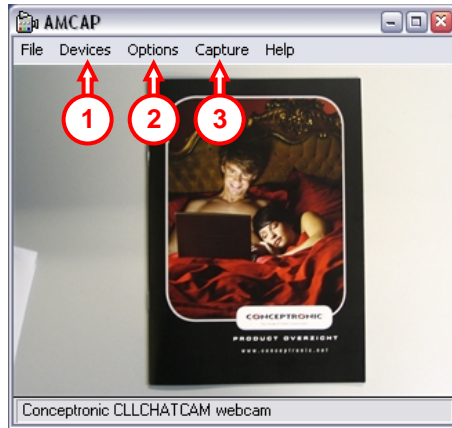 AMCAP
File Devices Options Capture Help
1 2 3
CONCEPTRONIC
PRODUCT OVERZICHT
www.conceptronic.net
Conceptronic CLLCHATCAM webcam